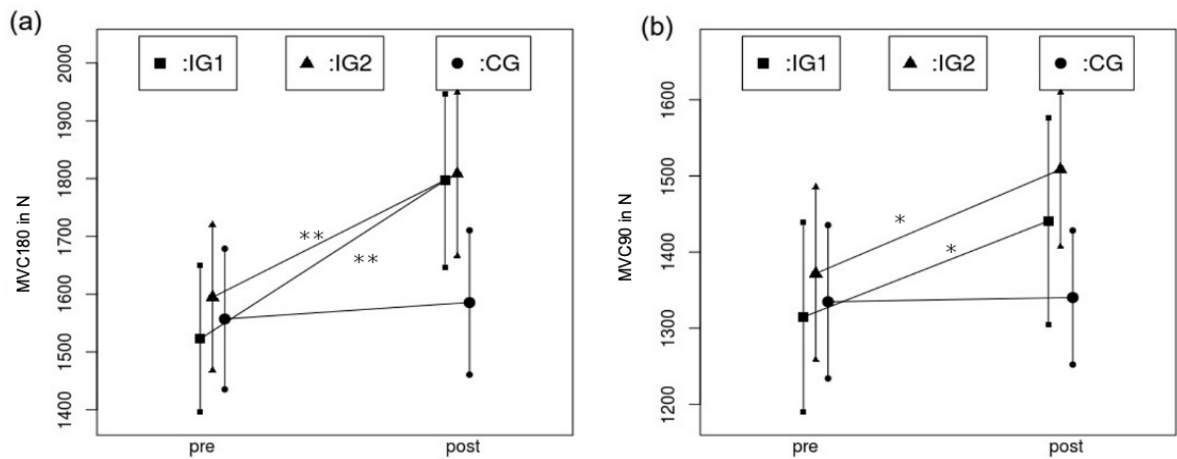 (a)
:IG1 :IG2 :CG
2000
1900
1800
1700
1600
1500
1400
MVC180 in N
**
**
pre post
(b)
:IG1 :IG2 :CG
1600
1500
1400
1300
1200
MVC90 in N
*
*
pre post